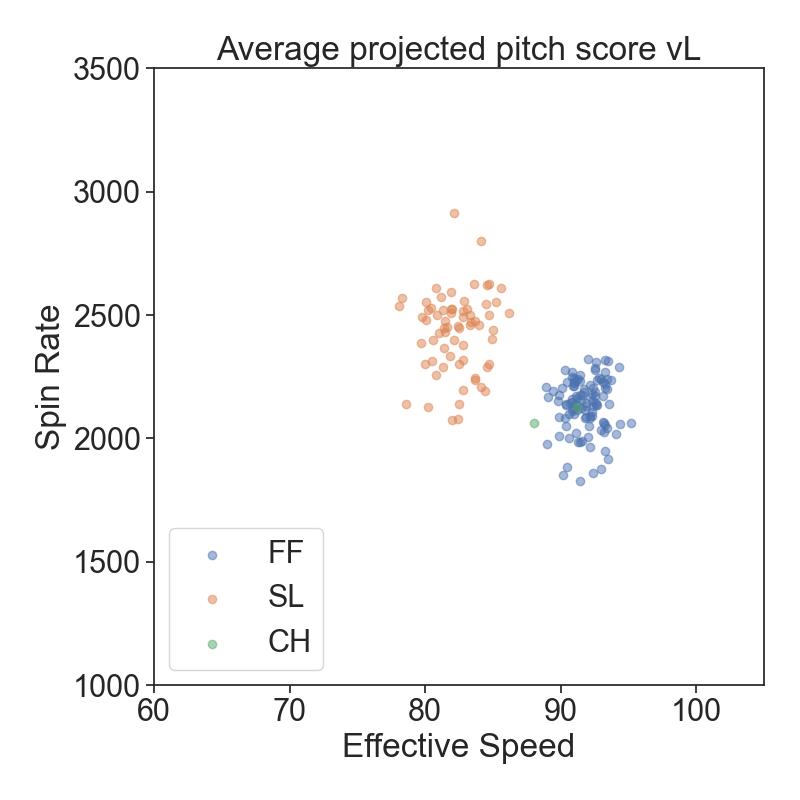 Average projected pitch score vL
3500
3000
2500
2000
1500
1000
Spin Rate
FF
SL
CH
60 70 80 90 100
Effective Speed